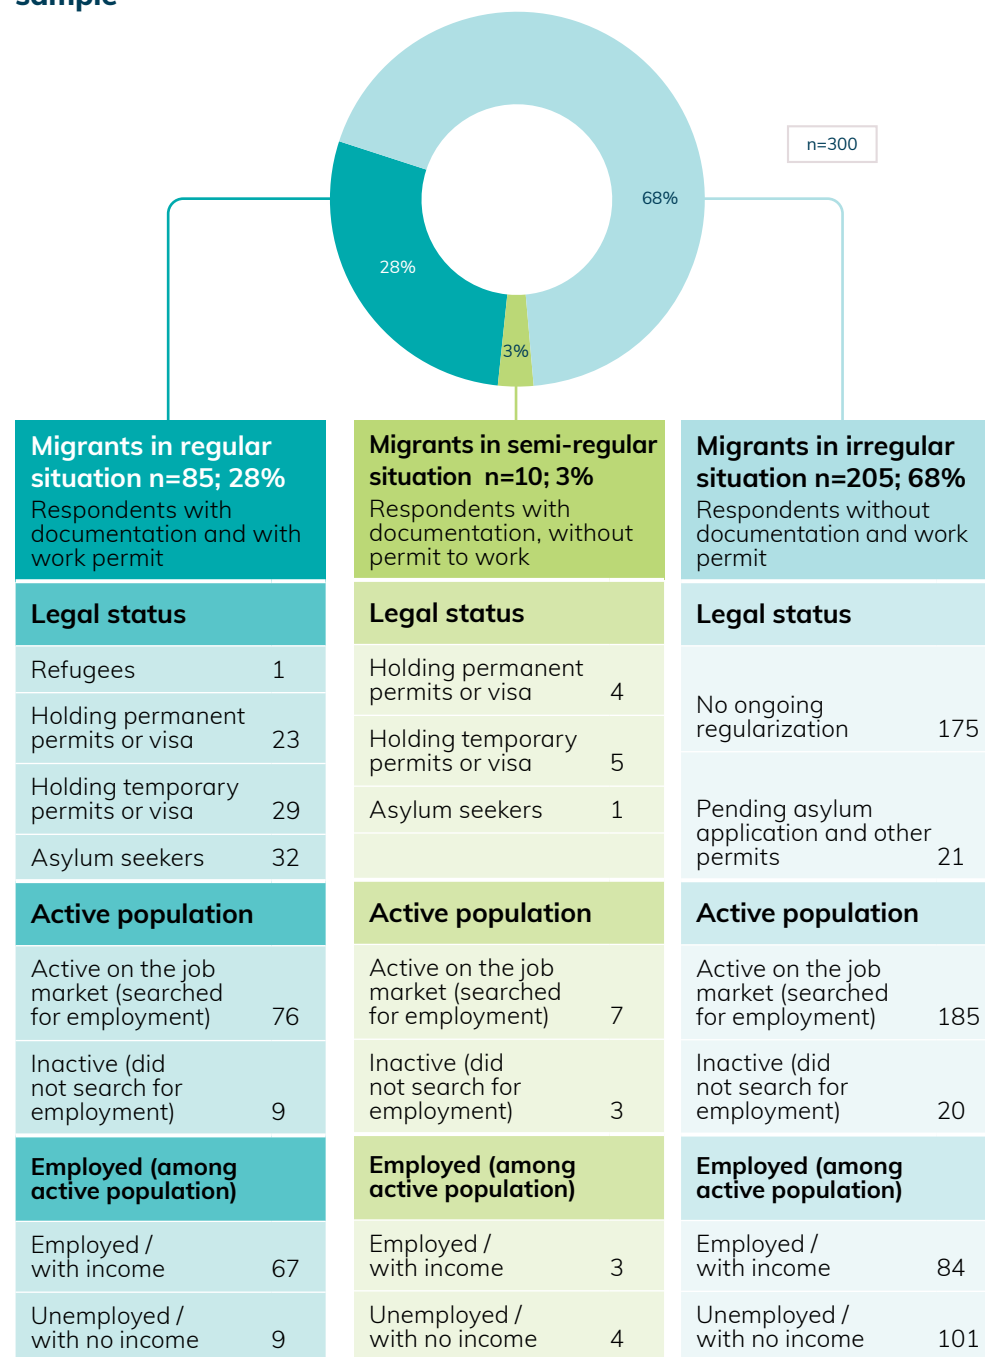 sample
n=300
68%
28%
3%
Migrants in regular
situation n=85; 28%
Respondents with
documentation and with
work permit
Legal status
Refugees 1
Holding permanent
permits or visa 23
Holding temporary
permits or visa 29
Asylum seekers 32
Active population
Active on the job
market (searched
for employment) 76
Inactive (did
not search for
employment) 9
Employed (among
active population)
Employed /
with income 67
Unemployed /
with no income 9
Migrants in semi-regular
situation n=10; 3%
Respondents with
documentation, without
permit to work
Legal status
Holding permanent
permits or visa 4
Holding temporary
permits or visa 5
Asylum seekers 1
Active population
Active on the job
market (searched
for employment) 7
Inactive (did
not search for
employment) 3
Employed (among
active population)
Employed /
with income 3
Unemployed /
with no income 4
Migrants in irregular
situation n=205; 68%
Respondents without
documentation and work
permit
Legal status
No ongoing
regularization 175
Pending asylum
application and other
permits 21
Active population
Active on the job
market (searched
for employment) 185
Inactive (did
not search for
employment) 20
Employed (among
active population)
Employed /
with income 84
Unemployed /
with no income 101